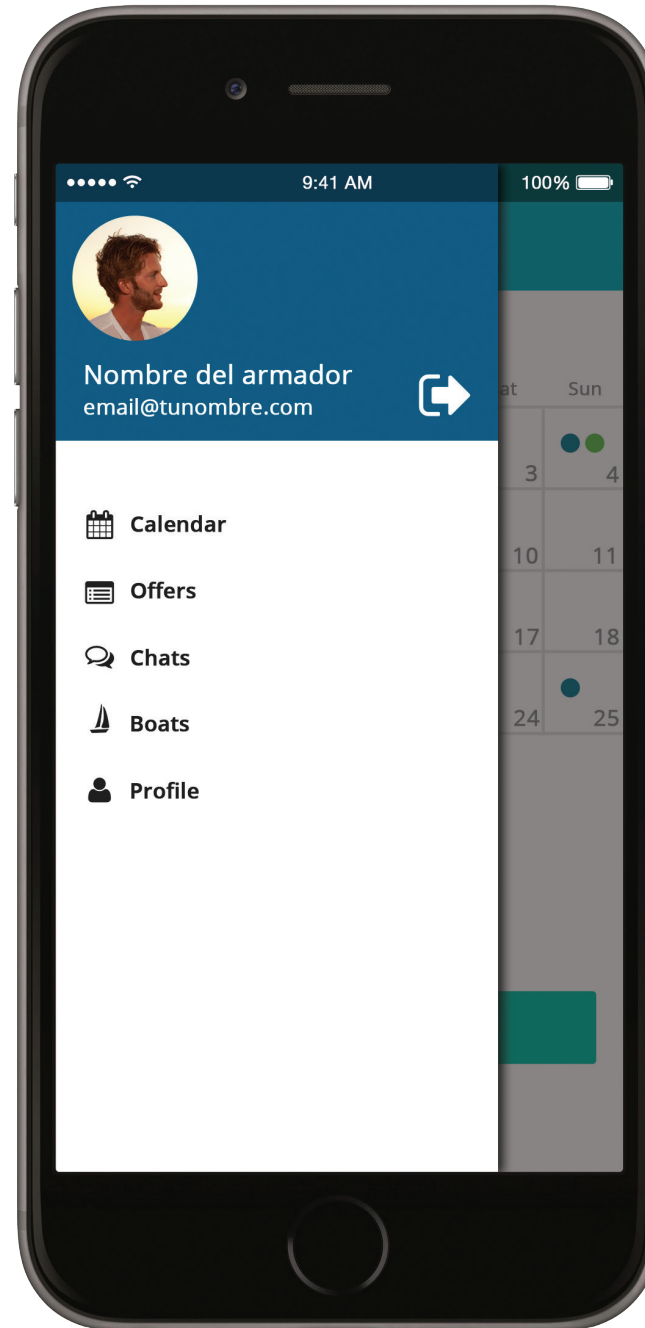 9:41 AM
100%
Nombre del armador
email@tunombre.com
at Sun
3 4
Calendar
10 11
Offers
17 18
Chats
24 25
Boats
Profile